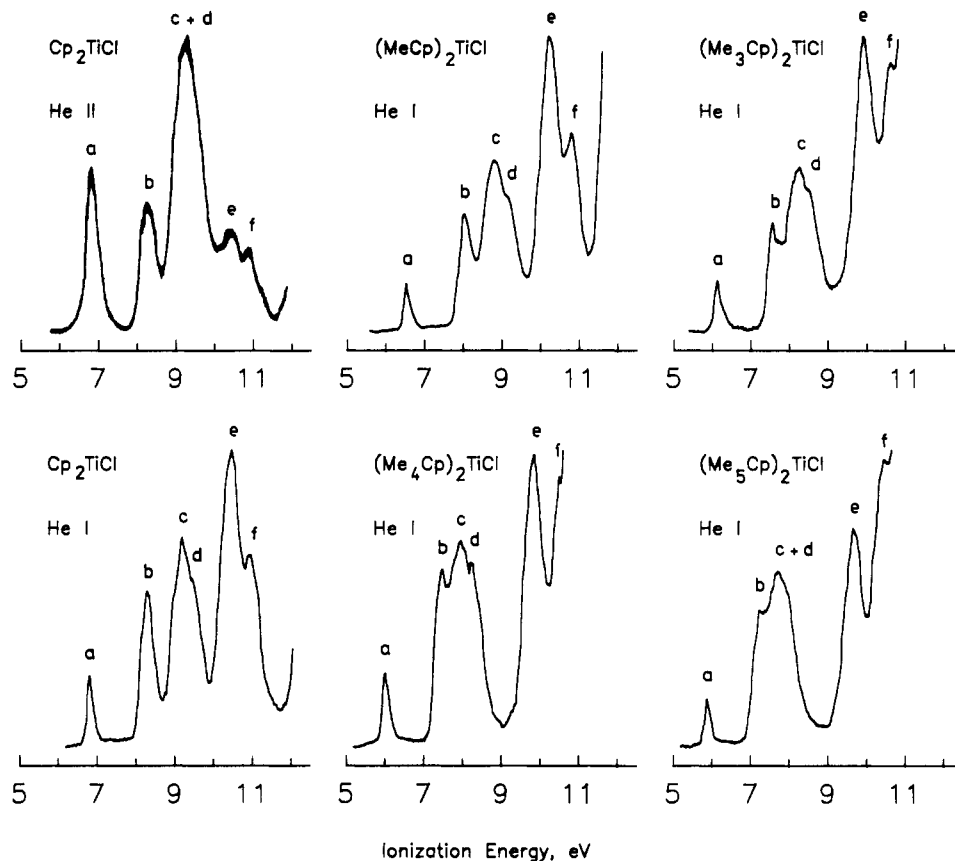 c + d
Cp2TiCl
He II
a
b
e
f
5 7 9 11
(MeCp)2TiCl
He I
a
b
c
d
e
f
5 7 9 11
(Me3Cp)2TiCl
He I
a
b
c
d
e
f
5 7 9 11
Cp2TiCl
He I
a
b
c
d
e
f
5 7 9 11
(Me4Cp)2TiCl
He I
a
b
c
d
e
f
5 7 9 11
(Me5Cp)2TiCl
He I
a
b
c + d
e
f
5 7 9 11
Ionization Energy, eV